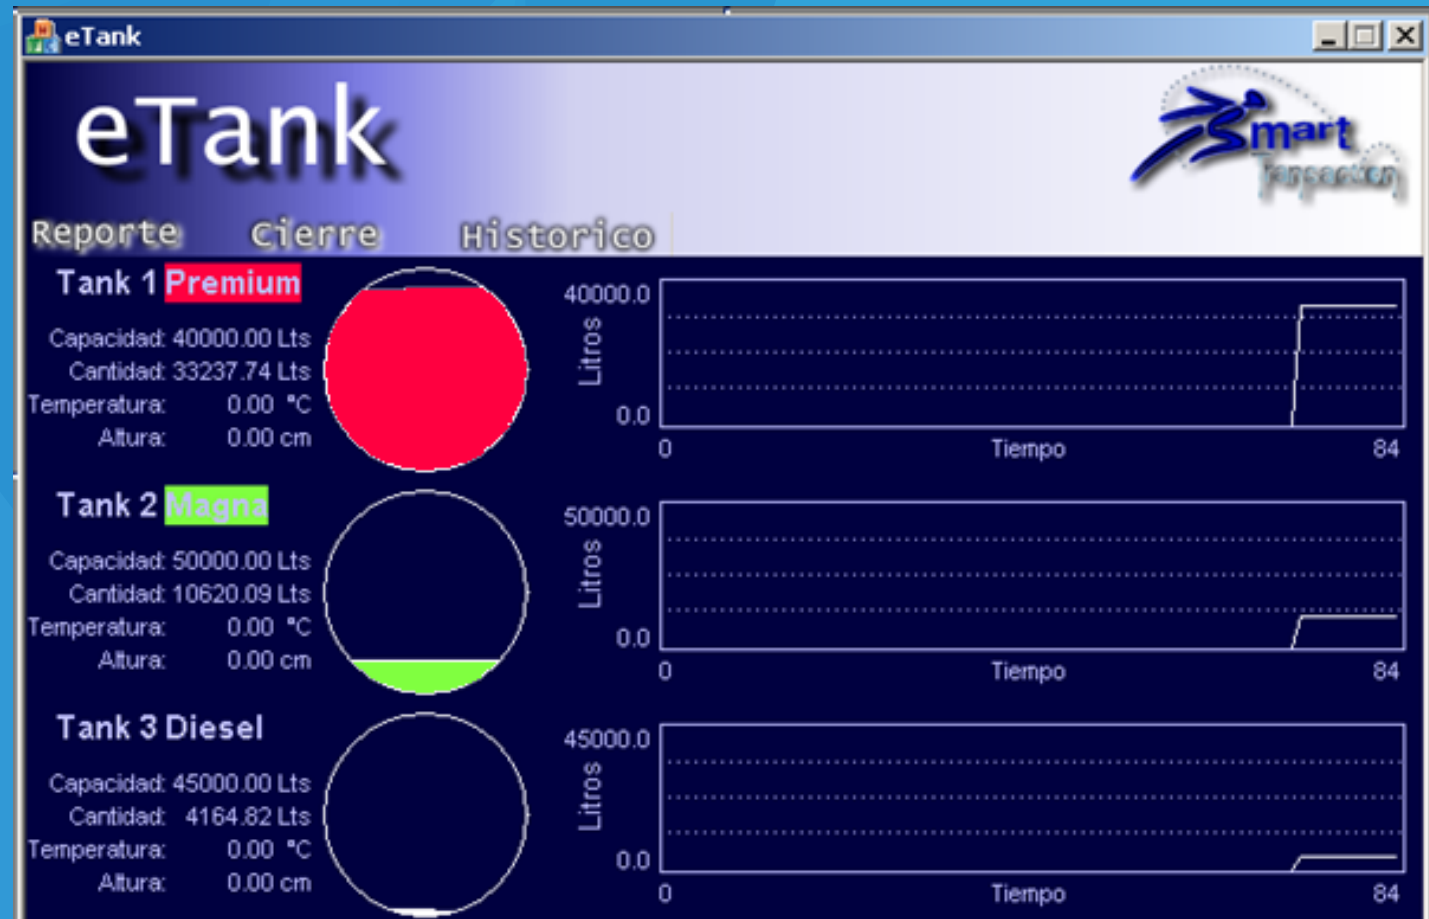 eTank
eTank
Smart
Transaction
Reporte Cierre Historico
Tank 1 Premium
Capacidad: 40000.00 Lts
Cantidad: 33237.74 Lts
Temperatura: 0.00 °C
Altura: 0.00 cm
40000.0
Litros
0.0
0 Tiempo 84
Tank 2 Magna
Capacidad: 50000.00 Lts
Cantidad: 10620.09 Lts
Temperatura: 0.00 °C
Altura: 0.00 cm
50000.0
Litros
0.0
0 Tiempo 84
Tank 3 Diesel
Capacidad: 45000.00 Lts
Cantidad: 4164.82 Lts
Temperatura: 0.00 °C
Altura: 0.00 cm
45000.0
Litros
0.0
0 Tiempo 84